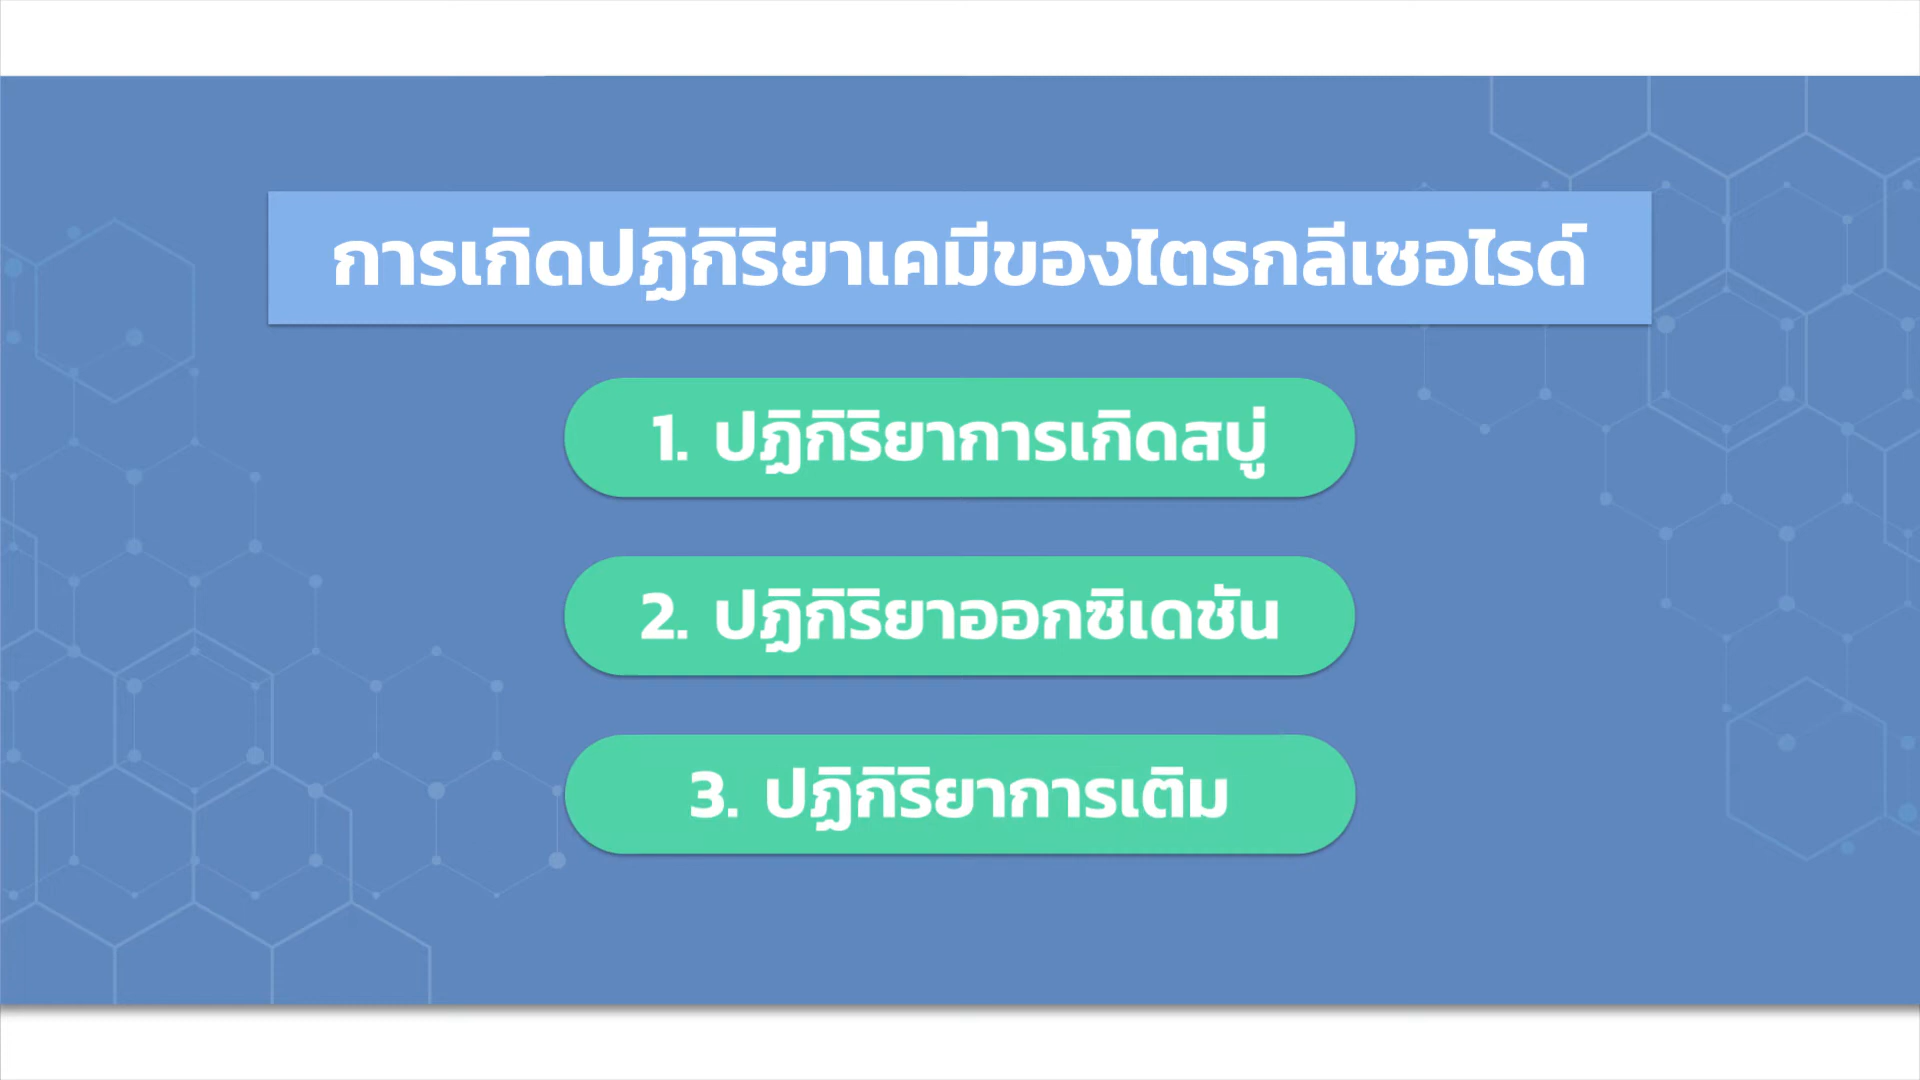 การเกิดปฏิกิริยาเคมีของไตรกลีเซอไรด์
1. ปฏิกิริยาการเกิดสบู่
2. ปฏิกิริยาออกซิเดชัน
3. ปฏิกิริยาการเติม